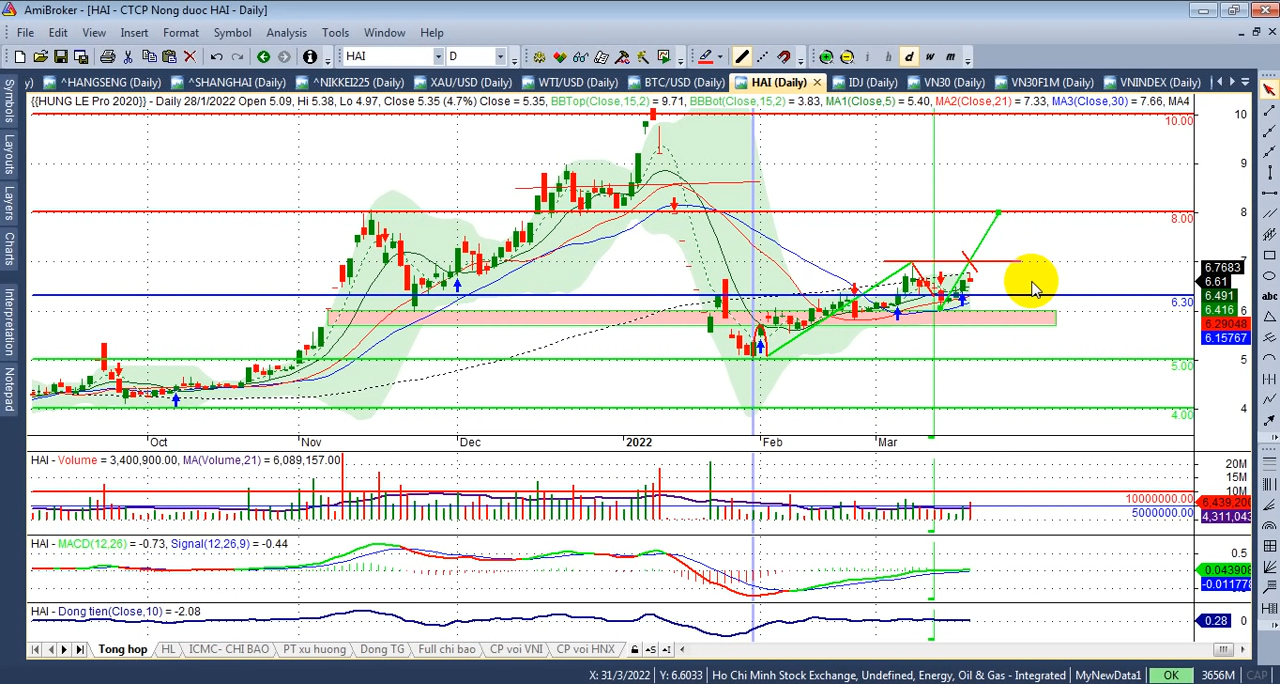 AmiBroker - [HAI - CTCP Nong duoc HAI - Daily]
File Edit View Insert Format Symbol Analysis Tools Window Help
HAI D i h d w m
y) ^HANGSENG (Daily) ^SHANGHAI (Daily) ^NIKKEI225 (Daily) XAU/USD (Daily) WTI/USD (Daily) BTC/USD (Daily) HAI (Daily) IDJ (Daily) VN30 (Daily) VN30F1M (Daily) VNINDEX (Daily)
Symbols
Layouts
Layers
Charts
Interpretation
Notepad
abc
{{HUNG LE Pro 2020}} - Daily 28/1/2022 Open 5.09, Hi 5.38, Lo 4.97, Close 5.35 (4.7%) Close = 5.35, BBTop(Close,15,2) = 9.71, BBBot(Close,15,2) = 3.83, MA1(Close,5) = 5.40, MA2(Close,21) = 7.33, MA3(Close,30) = 7.66, MA4
10.00
10
9
8
8.00
7
6.7683
6.61
6.491
6.30
6
6.416
6.29048
6.15767
5
5.00
4
4.00
Oct Nov Dec 2022 Feb Mar
HAI - Volume = 3,400,900.00, MA(Volume,21) = 6,089,157.00
20M
15M
10M
10000000.00
6,439,200
5000000.00
4,311,043
HAI - MACD(12,26) = -0.73, Signal(12,26,9) = -0.44
0.5
0.043908
-0.011778
HAI - Dong tien(Close,10) = -2.08
0.28 0
Tong hop HL ICMC- CHI BAO PT xu huong Dong TG Full chi bao CP voi VNI CP voi HNX
X: 31/3/2022 Y: 6.6033 Ho Chi Minh Stock Exchange, Undefined, Energy, Oil & Gas - Integrated MyNewData1 OK 3656M CAP